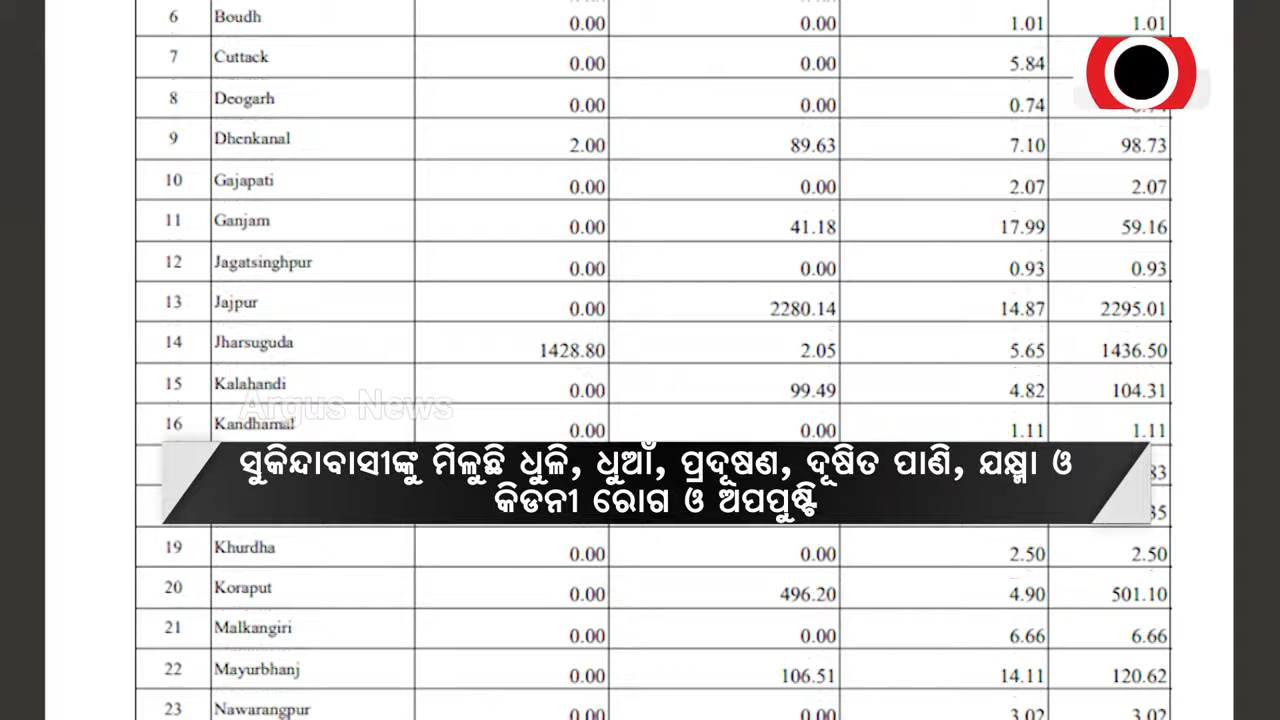 6 Boudh 0.00 0.00 1.01 1.01
7 Cuttack 0.00 0.00 5.84
8 Deogarh 0.00 0.00 0.74
9 Dhenkanal 2.00 89.63 7.10 98.73
10 Gajapati 0.00 0.00 2.07 2.07
11 Ganjam 0.00 41.18 17.99 59.16
12 Jagatsinghpur 0.00 0.00 0.93 0.93
13 Jajpur 0.00 2280.14 14.87 2295.01
14 Jharsuguda 1428.80 2.05 5.65 1436.50
15 Kalahandi 0.00 99.49 4.82 104.31
Argus News
16 Kandhamal 0.00 0.00 1.11 1.11
ସୁକିନ୍ଦାବାସୀଙ୍କୁ ମିଳୁଛି ଧୂଳି, ଧୂଆଁ, ପ୍ରଦୂଷଣ, ଦୂଷିତ ପାଣି, ଯକ୍ଷ୍ମା ଓ
କିଡନୀ ରୋଗ ଓ ଅପପୁଷ୍ଟି
19 Khurdha 0.00 0.00 2.50 2.50
20 Koraput 0.00 496.20 4.90 501.10
21 Malkangiri 0.00 0.00 6.66 6.66
22 Mayurbhanj 0.00 106.51 14.11 120.62
23 Nawarangpur 0.00 0.00 3.02 3.02